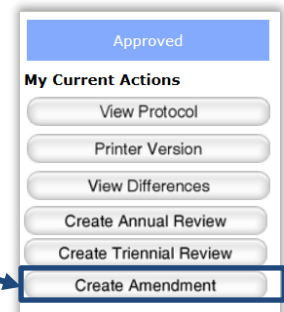 Approved
My Current Actions
View Protocol
Printer Version
View Differences
Create Annual Review
Create Triennial Review
Create Amendment